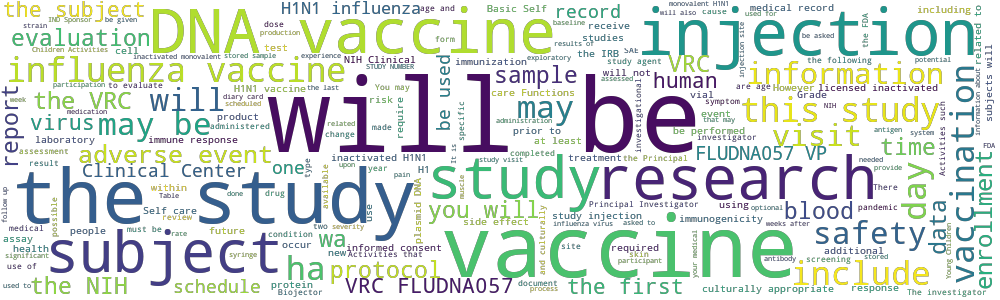 the subject
H1N1 influenza
age and
Basic Self
record
monovalent H1N1
used for
including
IND Sponsor
be given
strain
DNA vaccine
dose
production
form
receive
will also
cause
medical record
baseline
be asked
the FDA
injection
evaluation
Children Activities
cell
test
studies
results of
exploratory
inactivated monovalent
stored sample
experience
NIH Clinical
immunization
the IRB
SAE
study agent
the following
potential
influenza vaccine
participation
to evaluate
H1N1 vaccine
the last
STUDY NUMBER
You may
be used
sample
assessed
will not
VRC
are age
However
licensed inactivated
information
subjects will
week
the VRC
medication
will
diary card
scheduled
risk
care Functions
may
human
vial
symptom
Grade
NIH
this study
report
virus
may be
product
administered
related
change
made
require
It is
specific
administration
prior to
investigational
event
that may
be performed
investigator
antigen
system
visit
laboratory
immune response
will be
at least
assessment
adverse event
inactivated H1N1
completed
study visit
treatment
the Principal
FLUDNA057 VP
needed
provide
time
Activities such
information about
related to
result
Clinical Center
one
type
upon
year
pain
H1
the study
study
research
There
day
data
vaccination
enrollment
FDA
follow up
possible
within
Table
done
drug
available
use
muscle
plasmid DNA
Principal Investigator
using
optional
blood
pandemic
medical
Self care
review
two
severity
you will
side effect
study injection
influenza virus
asked to
immunogenicity
weeks after
safety
assay
people
must be
rate
future
condition
occur
wa
new
Activities that
informed consent
and culturally
site
required
skin
participant
your medical
antibody
additional
screening
stored
Young Children
health
significant
use of
subject
syringe
ha
protocol
vaccine
include
used to
the NIH
schedule
protein
Biojector
VRC FLUDNA057
document
process
the first
culturally appropriate
response
The investigator